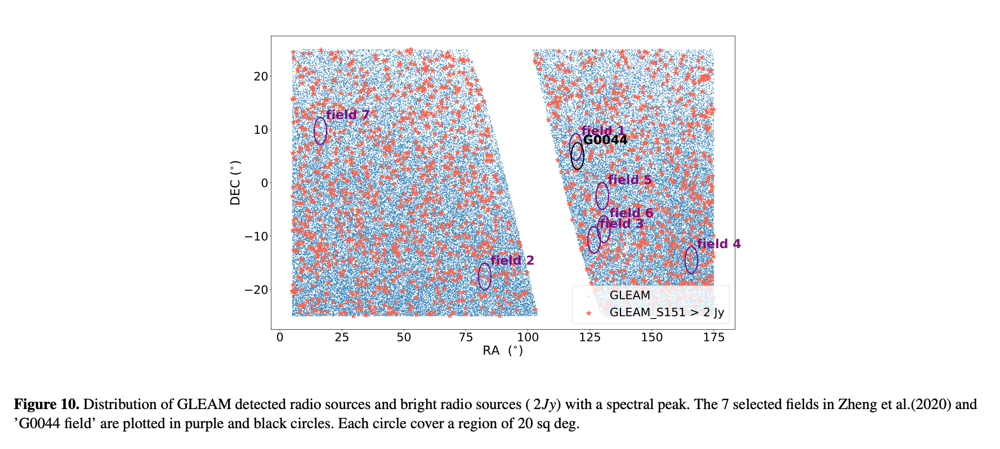 field 7
field 1
G0044
field 5
field 6
field 3
field 4
field 2
GLEAM
GLEAM_S151 > 2 Jy
20
10
0
−10
−20
DEC (°)
0 25 50 75 100 125 150 175
RA (°)
Figure 10. Distribution of GLEAM detected radio sources and bright radio sources ( 2Jy) with a spectral peak. The 7 selected fields in Zheng et al.(2020) and
’G0044 field’ are plotted in purple and black circles. Each circle cover a region of 20 sq deg.